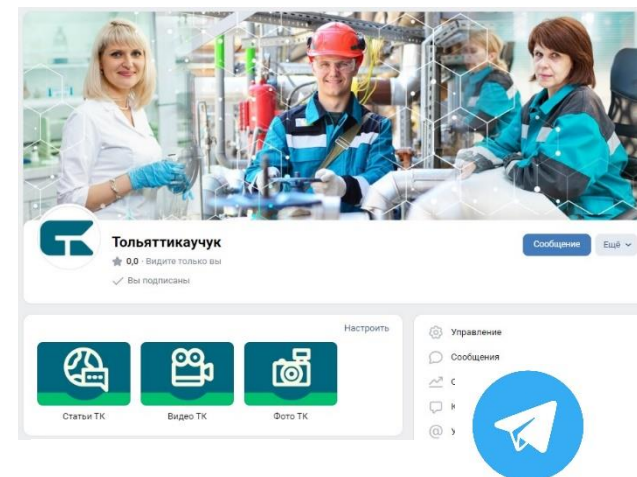 ТК
Тольяттикаучук
0,0 · Видите только вы
Вы подписаны
Сообщение
Ещё
Настроить
Статьи ТК
Видео ТК
Фото ТК
Управление
Сообщения